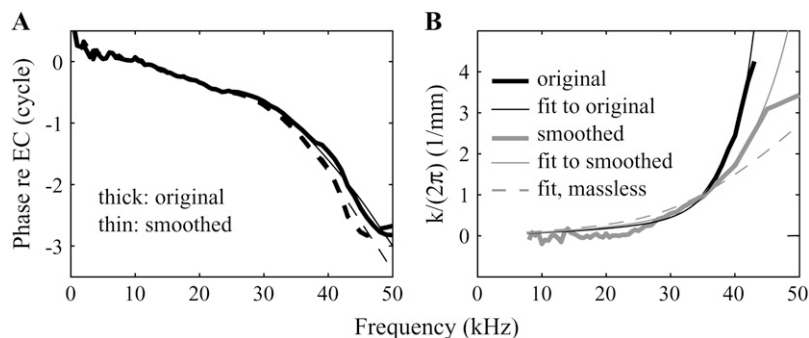 A
B
Phase re EC (cycle)
0
-1
-2
-3
thick: original
thin: smoothed
0
10
20
30
40
50
k/(2π) (1/mm)
4
3
2
1
0
original
fit to original
smoothed
fit to smoothed
fit, massless
10
20
30
40
50
Frequency (kHz)